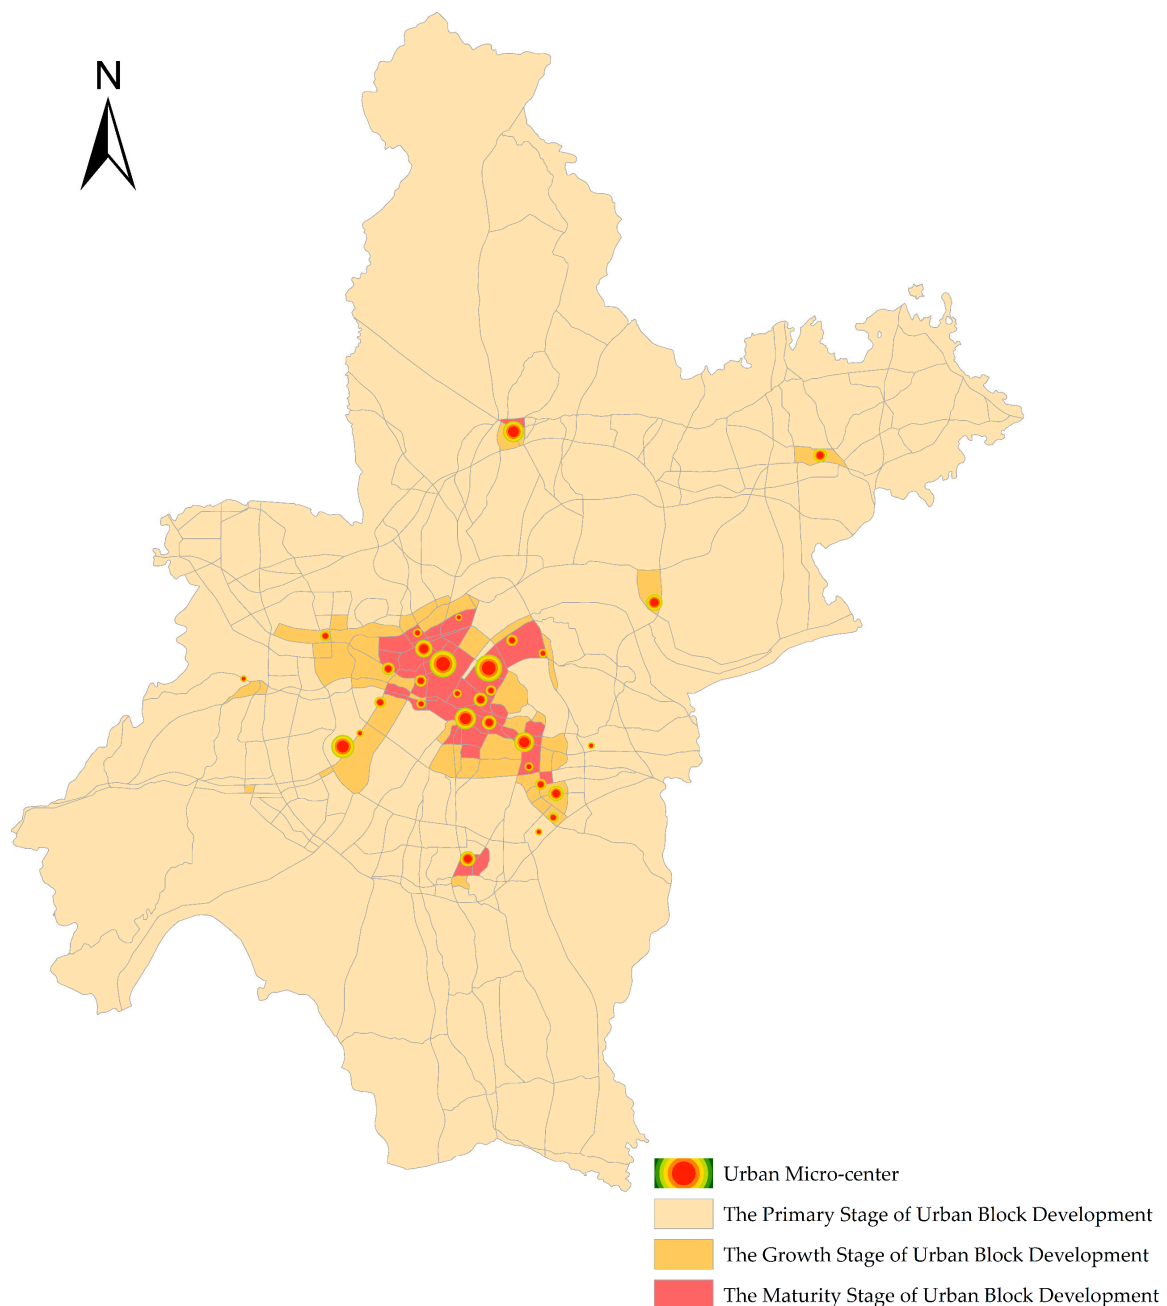 N
Urban Micro-center
The Primary Stage of Urban Block Development
The Growth Stage of Urban Block Development
The Maturity Stage of Urban Block Development